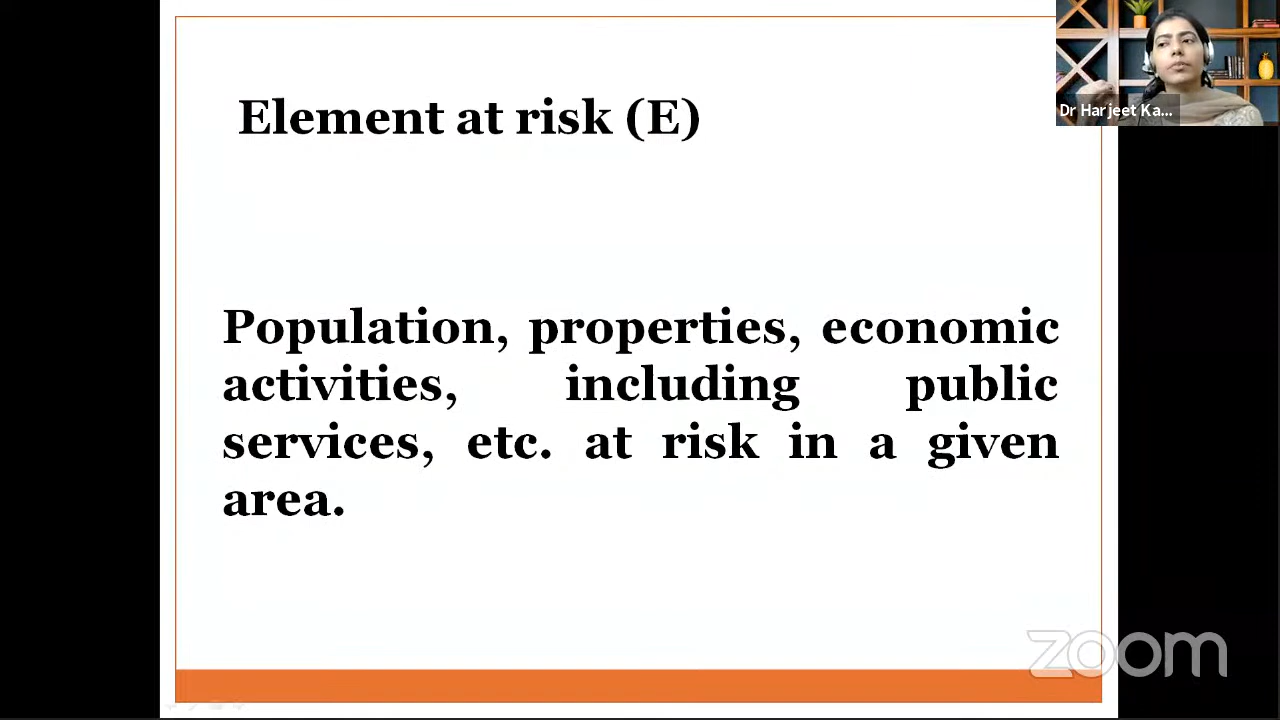 Element at risk (E)
Dr Harjeet Ka...
Population, properties, economic
activities, including public
services, etc. at risk in a given
area.
zoom